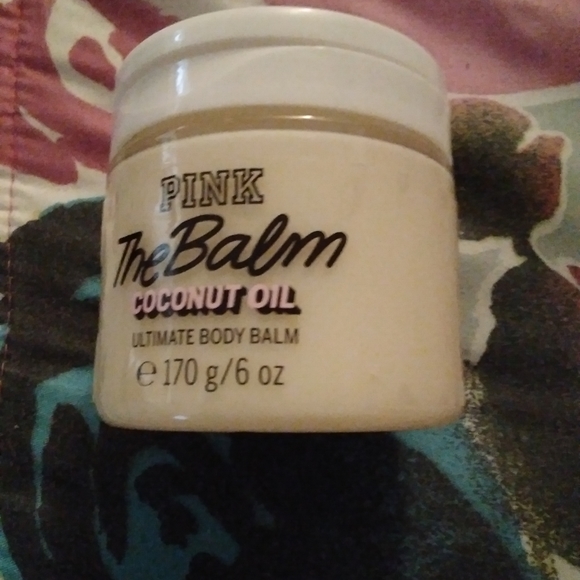 PINK
The Balm
COCONUT OIL
ULTIMATE BODY BALM
℮ 170 g/6 oz